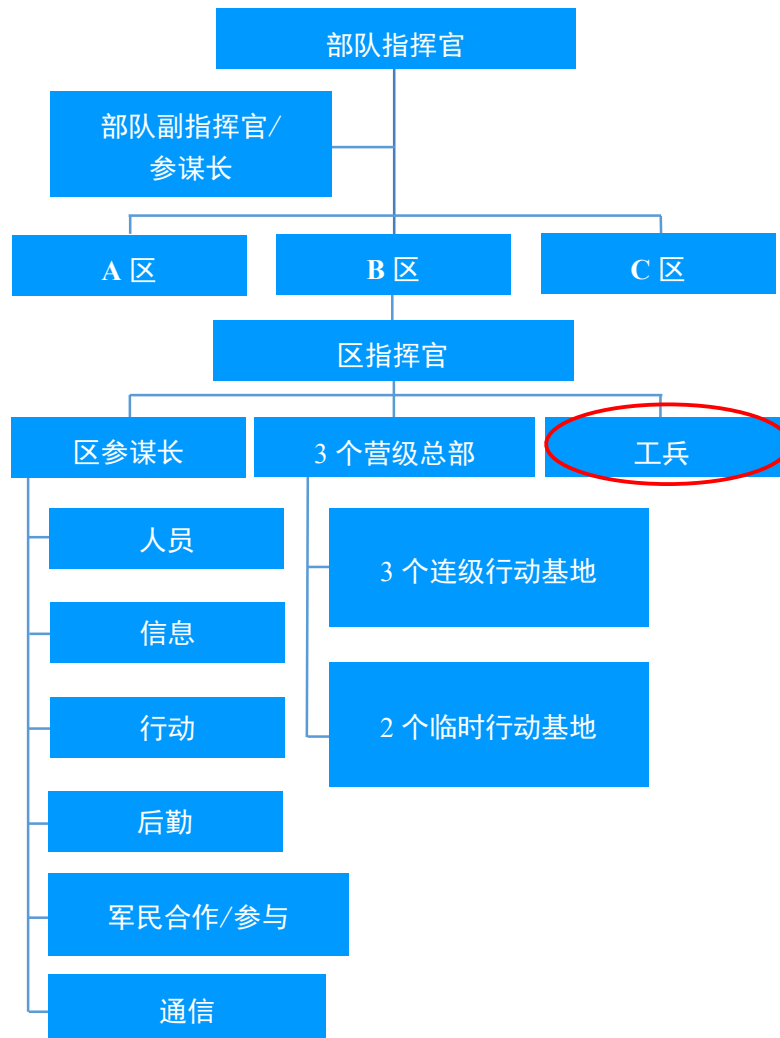 部队指挥官
部队副指挥官/
参谋长
A 区
B 区
C 区
区指挥官
区参谋长
3 个营级总部
工兵
人员
信息
行动
后勤
军民合作/参与
通信
3 个连级行动基地
2 个临时行动基地